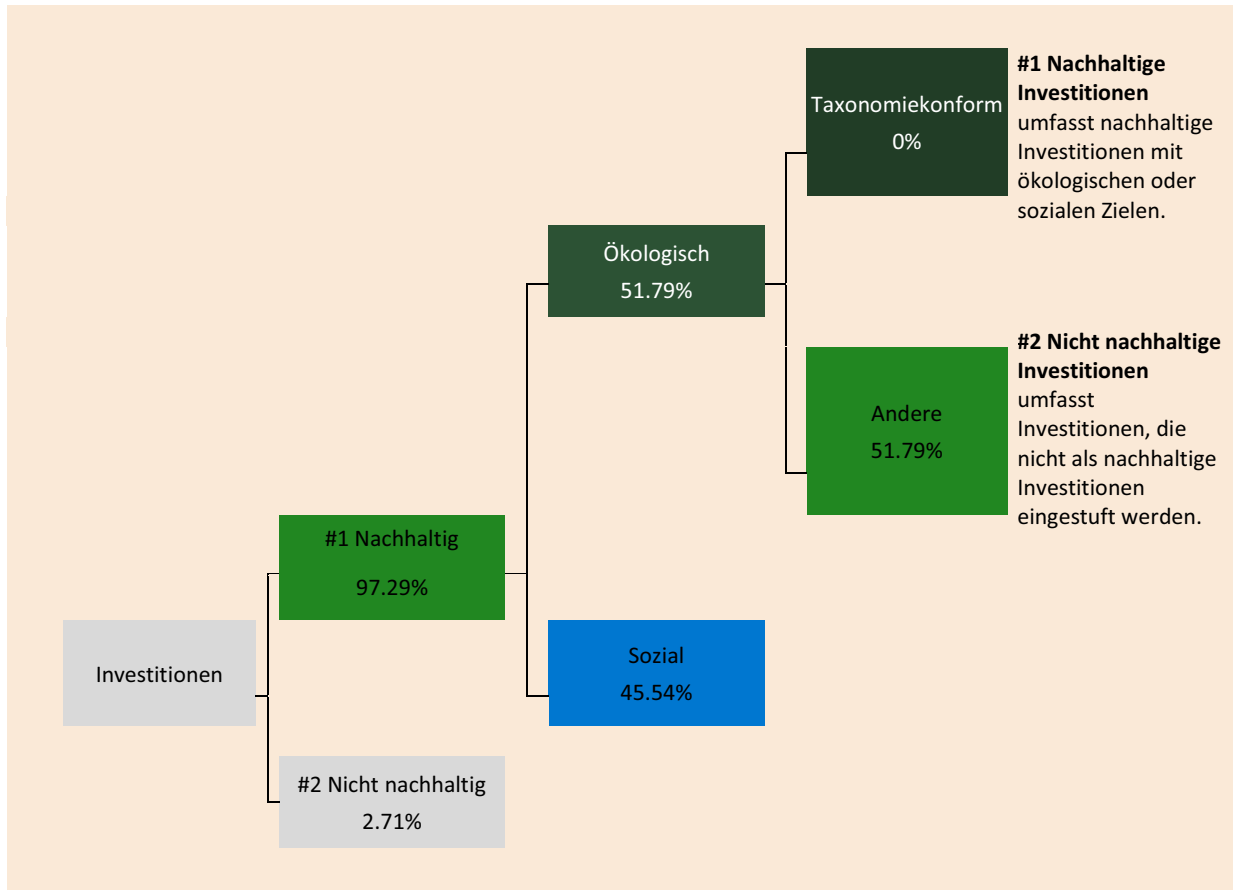 Taxonomiekonform
0%
#1 Nachhaltige
Investitionen
umfasst nachhaltige
Investitionen mit
ökologischen oder
sozialen Zielen.
Ökologisch
51.79%
Andere
51.79%
#2 Nicht nachhaltige
Investitionen
umfasst
Investitionen, die
nicht als nachhaltige
Investitionen
eingestuft werden.
#1 Nachhaltig
97.29%
Investitionen
Sozial
45.54%
#2 Nicht nachhaltig
2.71%